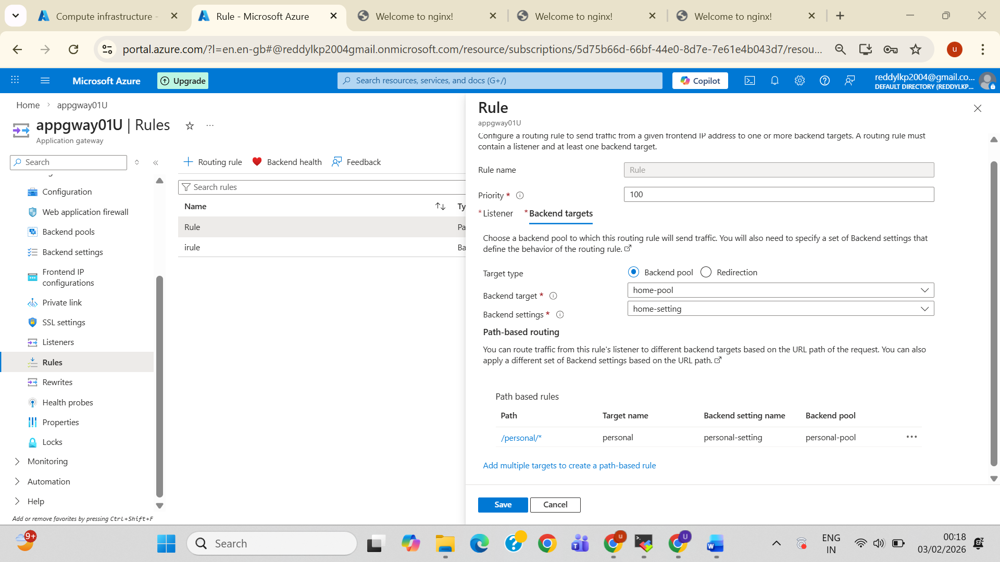 Compute infrastructure -
Rule - Microsoft Azure
Welcome to nginx!
Welcome to nginx!
Welcome to nginx!
portal.azure.com/?l=en.en-gb#@reddylkp2004gmail.onmicrosoft.com/resource/subscriptions/5d75b66d-66bf-44e0-8d7e-7e61e4b043d7/resou...
u
Microsoft Azure
Upgrade
Search resources, services, and docs (G+/)
Copilot
reddylkp2004@gmail.co...
DEFAULT DIRECTORY (REDDYLKP...
Home > appgway01U
appgway01U | Rules
Application gateway
Search
Configuration
Web application firewall
Backend pools
Backend settings
Frontend IP
configurations
Private link
SSL settings
Listeners
Rules
Rewrites
Health probes
Properties
Locks
Monitoring
Automation
Help
Add or remove favorites by pressing Ctrl+Shift+F
Routing rule
Backend health
Feedback
Search rules
Name
Ty
Rule
Pa
irule
Ba
Rule
appgway01U
Configure a routing rule to send traffic from a given frontend IP address to one or more backend targets. A routing rule must
contain a listener and at least one backend target.
Rule name
Rule
Priority *
100
* Listener
* Backend targets
Choose a backend pool to which this routing rule will send traffic. You will also need to specify a set of Backend settings that
define the behavior of the routing rule.
Target type
Backend pool
Redirection
Backend target *
home-pool
Backend settings *
home-setting
Path-based routing
You can route traffic from this rule's listener to different backend targets based on the URL path of the request. You can also
apply a different set of Backend settings based on the URL path.
Path based rules
Path
Target name
Backend setting name
Backend pool
/personal/*
personal
personal-setting
personal-pool
Add multiple targets to create a path-based rule
Save
Cancel
9+
Search
u
U
ENG
IN
00:18
03/02/2026